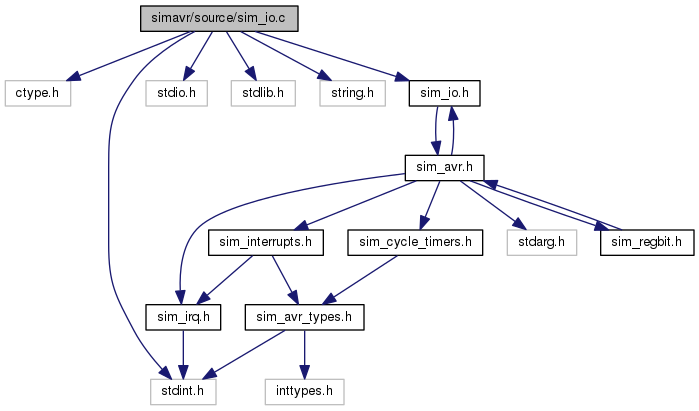 simavr/source/sim_io.c
ctype.h
stdio.h
stdlib.h
string.h
sim_io.h
sim_avr.h
sim_interrupts.h
sim_cycle_timers.h
stdarg.h
sim_regbit.h
sim_irq.h
sim_avr_types.h
stdint.h
inttypes.h